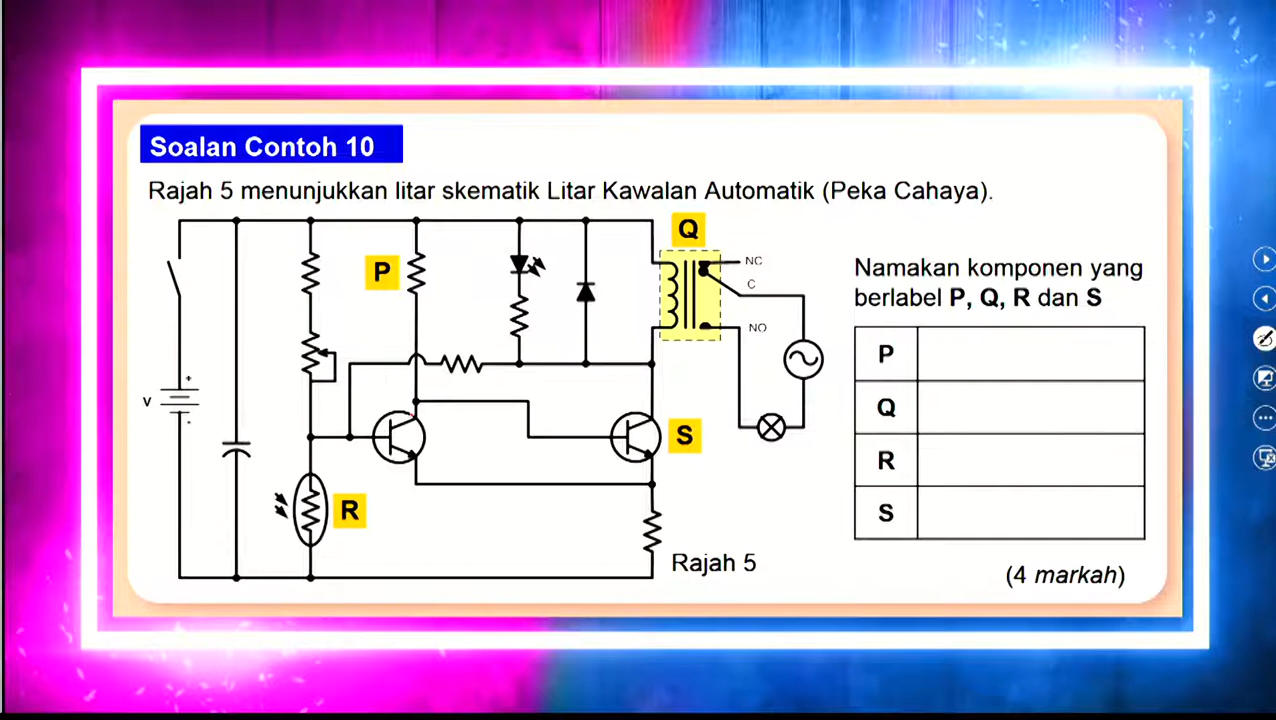 Soalan Contoh 10
Rajah 5 menunjukkan litar skematik Litar Kawalan Automatik (Peka Cahaya).
Q
P
NC
C
NO
V
+
-
S
R
Rajah 5
Namakan komponen yang
berlabel P, Q, R dan S
P
Q
R
S
(4 markah)